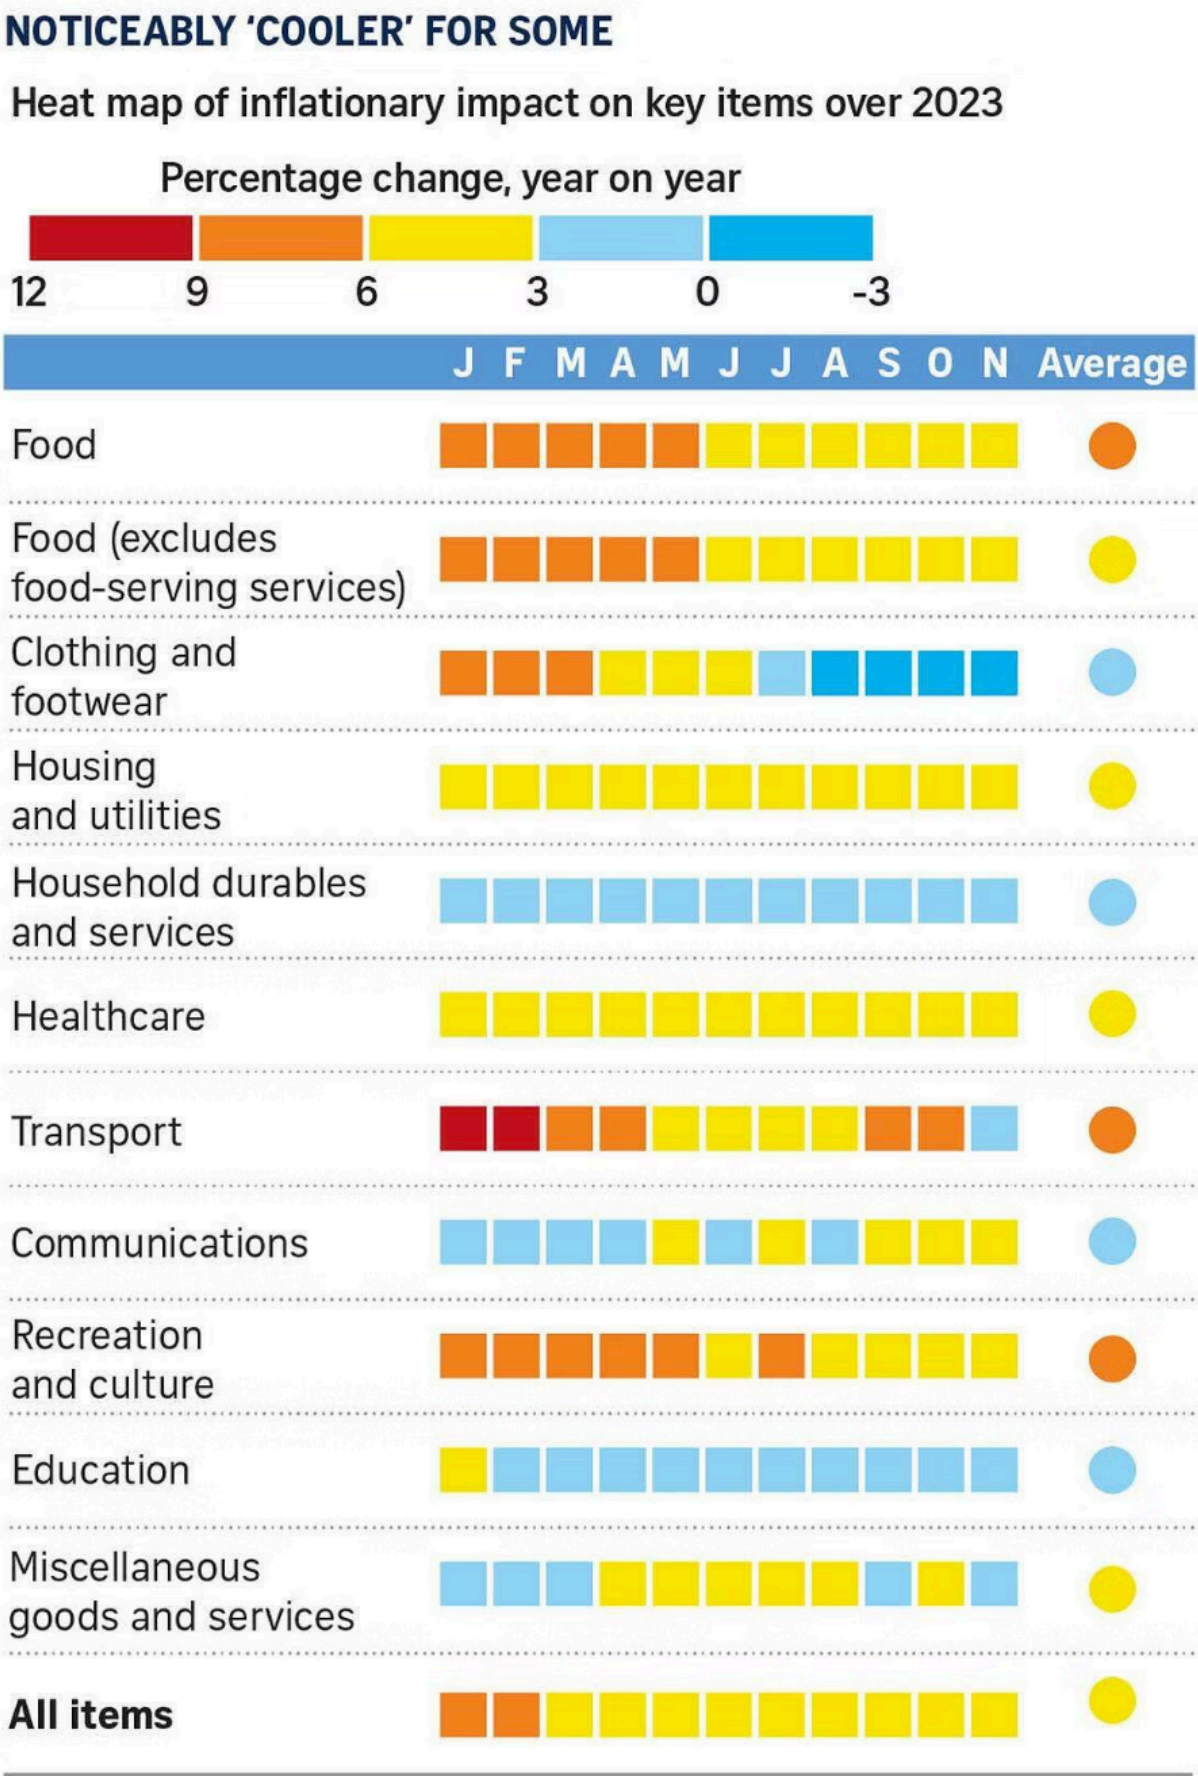 NOTICEABLY ‘COOLER’ FOR SOME
Heat map of inflationary impact on key items over 2023
Percentage change, year on year
12 9 6 3 0 -3
J F M A M J J A S O N Average
Food
Food (excludes
food-serving services)
Clothing and
footwear
Housing
and utilities
Household durables
and services
Healthcare
Transport
Communications
Recreation
and culture
Education
Miscellaneous
goods and services
All items